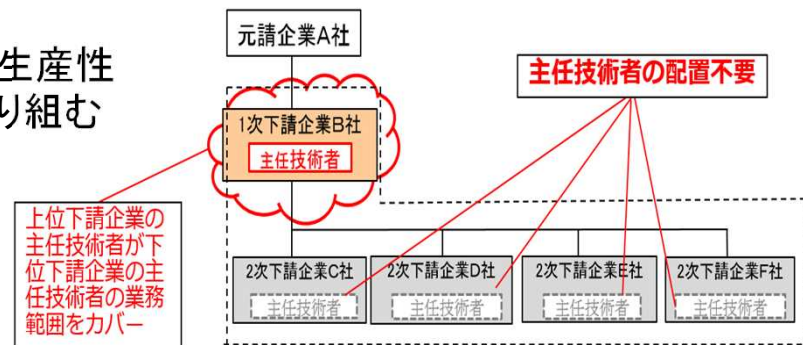 生産性
り組む
元請企業A社
主任技術者の配置不要
1次下請企業B社
主任技術者
上位下請企業の
主任技術者が下
位下請企業の主
任技術者の業務
範囲をカバー
2次下請企業C社
主任技術者
2次下請企業D社
主任技術者
2次下請企業E社
主任技術者
2次下請企業F社
主任技術者